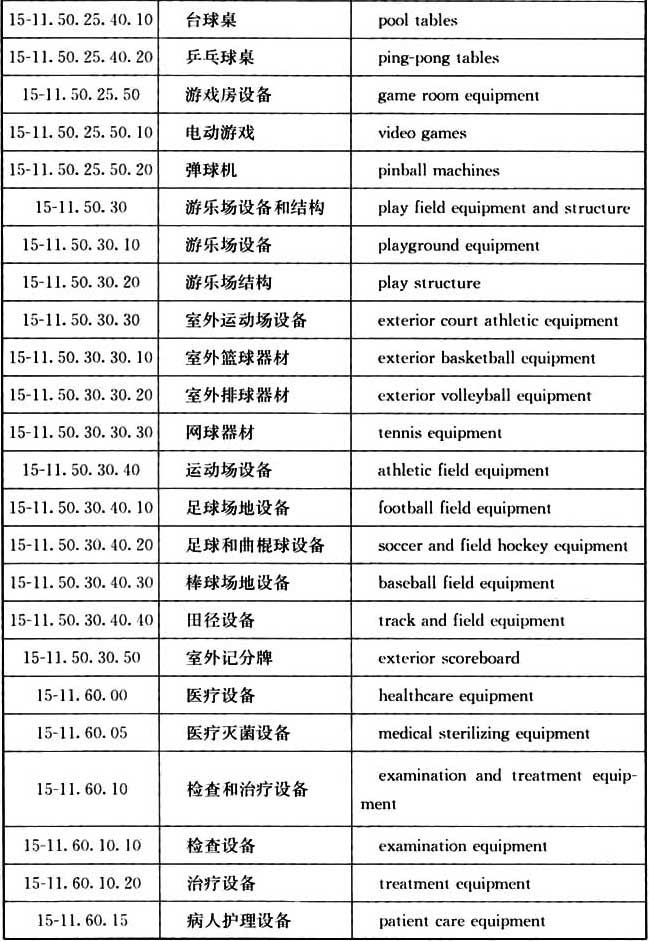 15-11.50.25.40.10 台球桌 pool tables
15-11.50.25.40.20 乒乓球桌 ping-pong tables
15-11.50.25.50 游戏房设备 game room equipment
15-11.50.25.50.10 电动游戏 video games
15-11.50.25.50.20 弹球机 pinball machines
15-11.50.30 游乐场设备和结构 play field equipment and structure
15-11.50.30.10 游乐场设备 playground equipment
15-11.50.30.20 游乐场结构 play structure
15-11.50.30.30 室外运动场设备 exterior court athletic equipment
15-11.50.30.30.10 室外篮球器材 exterior basketball equipment
15-11.50.30.30.20 室外排球器材 exterior volleyball equipment
15-11.50.30.30.30 网球器材 tennis equipment
15-11.50.30.40 运动场设备 athletic field equipment
15-11.50.30.40.10 足球场地设备 football field equipment
15-11.50.30.40.20 足球和曲棍球设备 soccer and field hockey equipment
15-11.50.30.40.30 棒球场地设备 baseball field equipment
15-11.50.30.40.40 田径设备 track and field equipment
15-11.50.30.50 室外记分牌 exterior scoreboard
15-11.60.00 医疗设备 healthcare equipment
15-11.60.05 医疗灭菌设备 medical sterilizing equipment
15-11.60.10 检查和治疗设备 examination and treatment equip-
ment
15-11.60.10.10 检查设备 examination equipment
15-11.60.10.20 治疗设备 treatment equipment
15-11.60.15 病人护理设备 patient care equipment